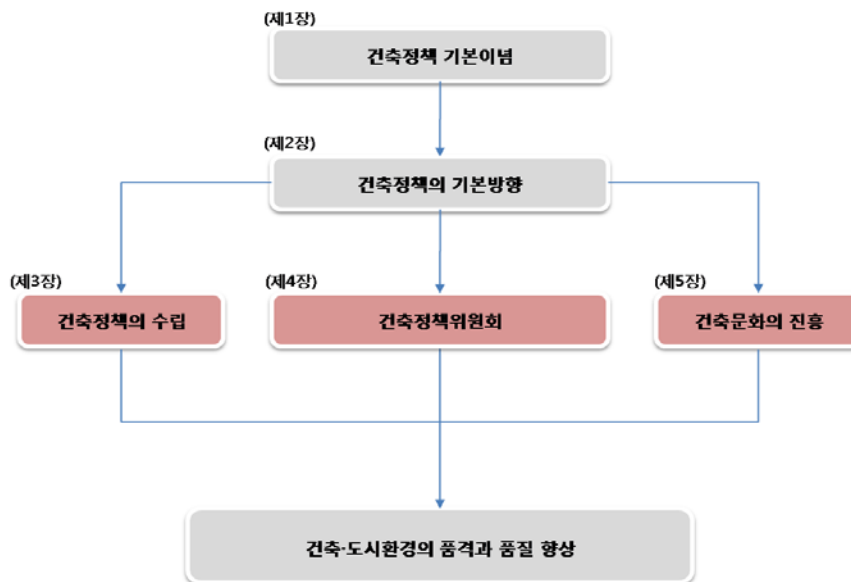 (제1장)
건축정책 기본이념
(제2장)
건축정책의 기본방향
(제3장)
(제4장)
(제5장)
건축정책의 수립
건축정책위원회
건축문화의 진흥
건축·도시환경의 품격과 품질 향상